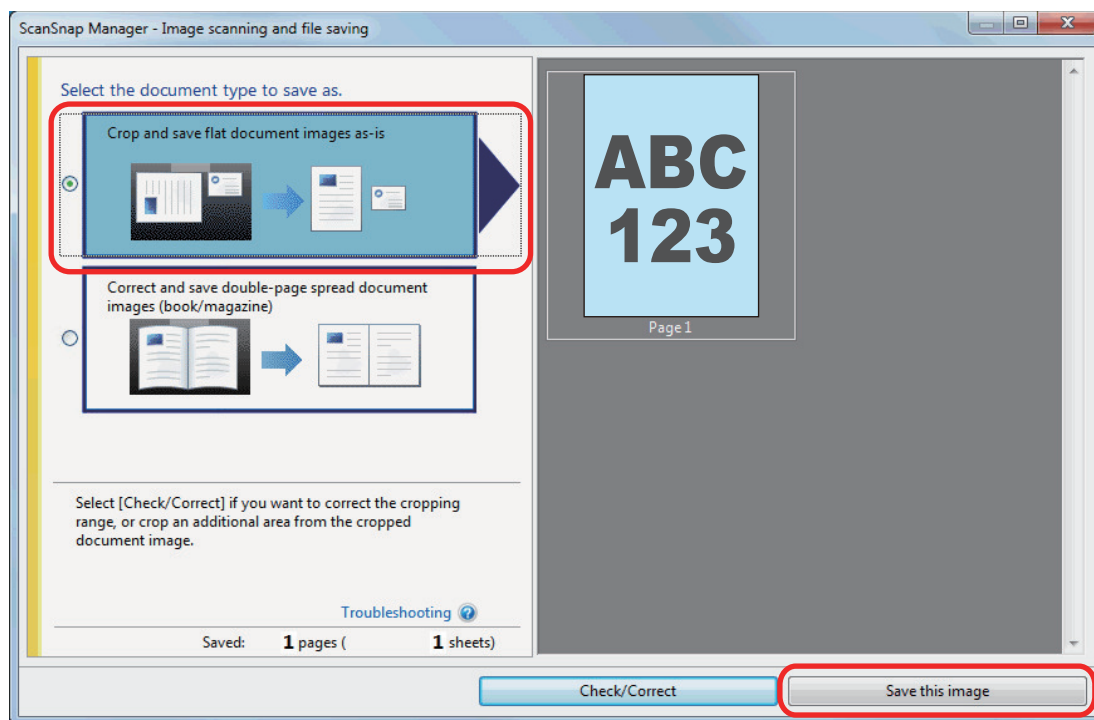 ScanSnap Manager - Image scanning and file saving
Select the document type to save as.
Crop and save flat document images as-is
Correct and save double-page spread document
images (book/magazine)
Select [Check/Correct] if you want to correct the cropping
range, or crop an additional area from the cropped
document image.
Troubleshooting
Saved: 1 pages ( 1 sheets)
ABC
123
Page 1
Check/Correct
Save this image